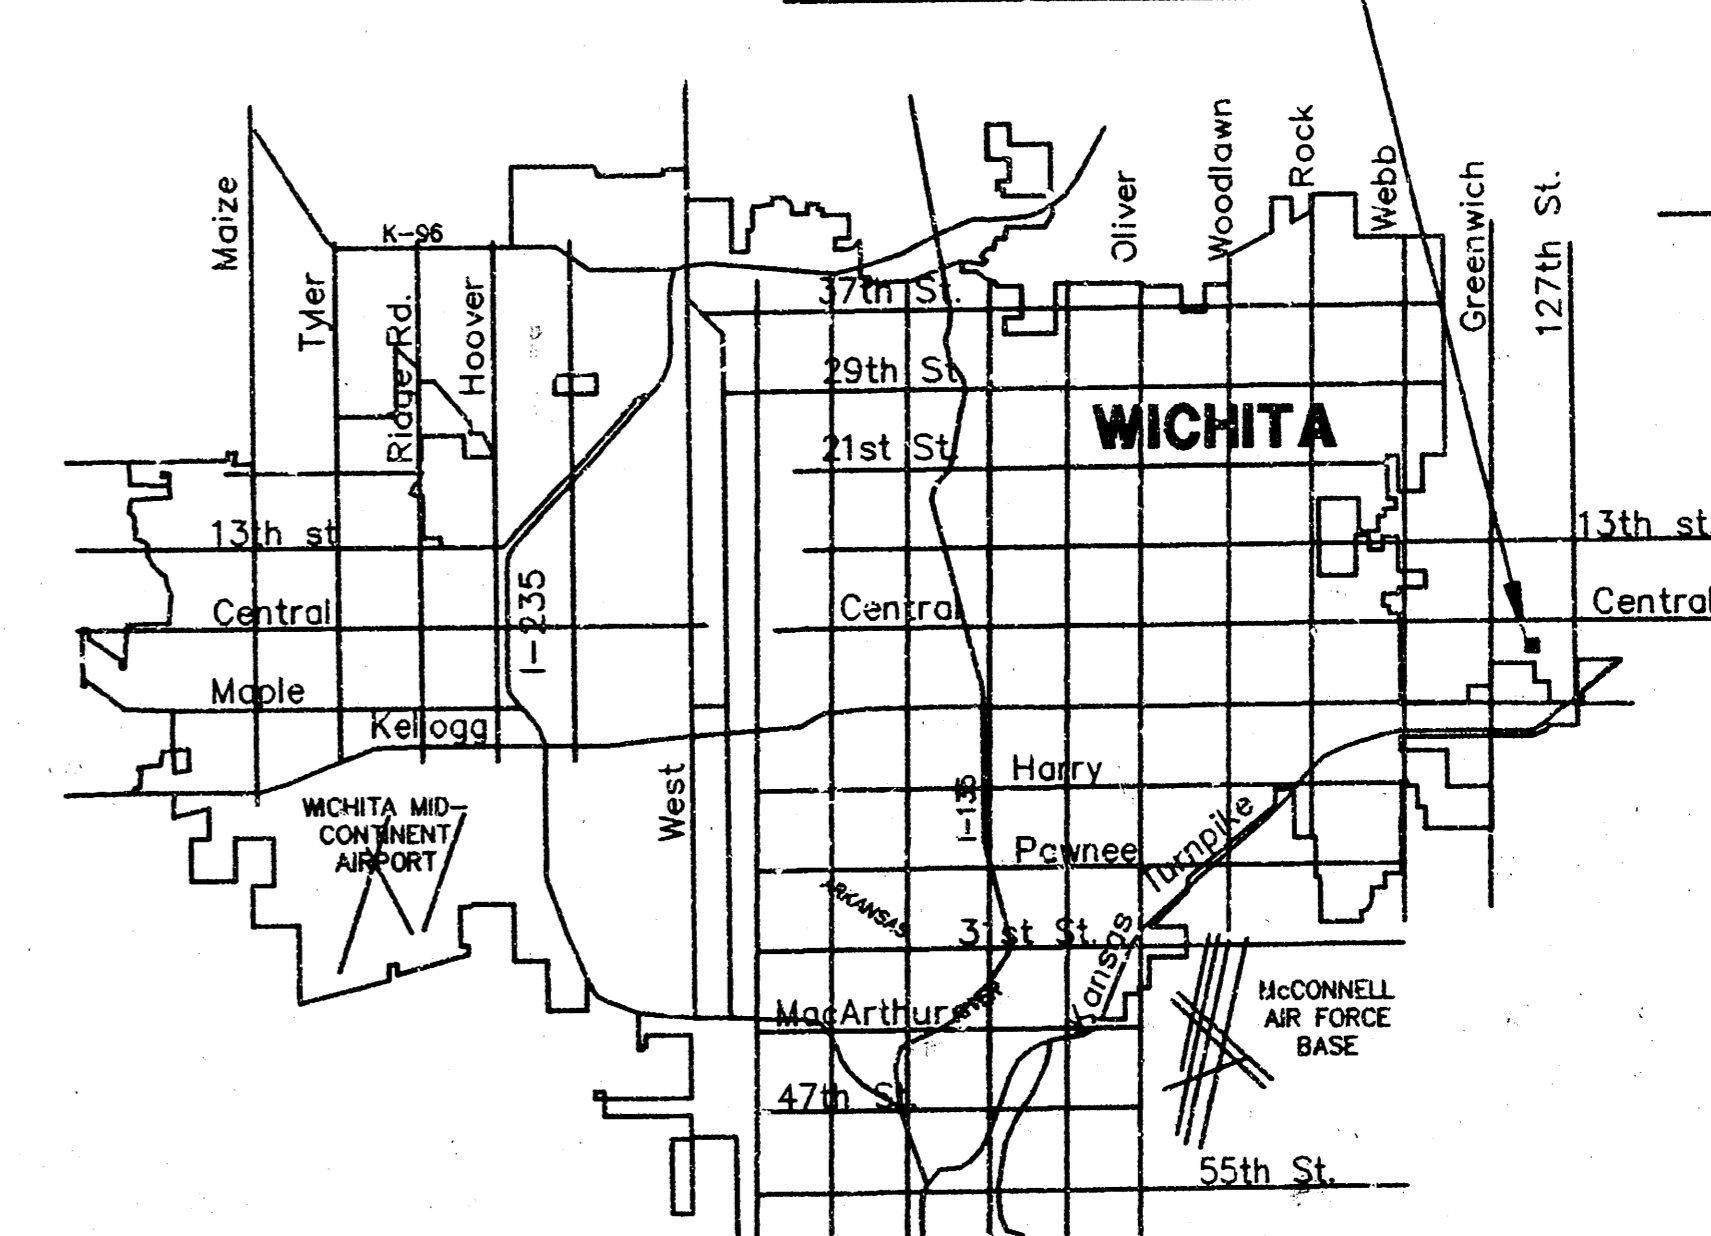 Maize
Tyler
K-96
Ridge Rd.
Hoover
Oliver
Woodlawn
Rock
Webb
Greenwich
127th St.
37th St.
29th St.
WICHITA
21st St.
13th st
13th st.
I-235
Central
Central
Central
Maple
Kellogg
West
Harry
I-135
WICHITA MID-
CONTINENT
AIRPORT
Pawnee
Kansas Turnpike
ARKANSAS
RIVER
31st St.
MacArthur
McCONNELL
AIR FORCE
BASE
47th St.
55th St.